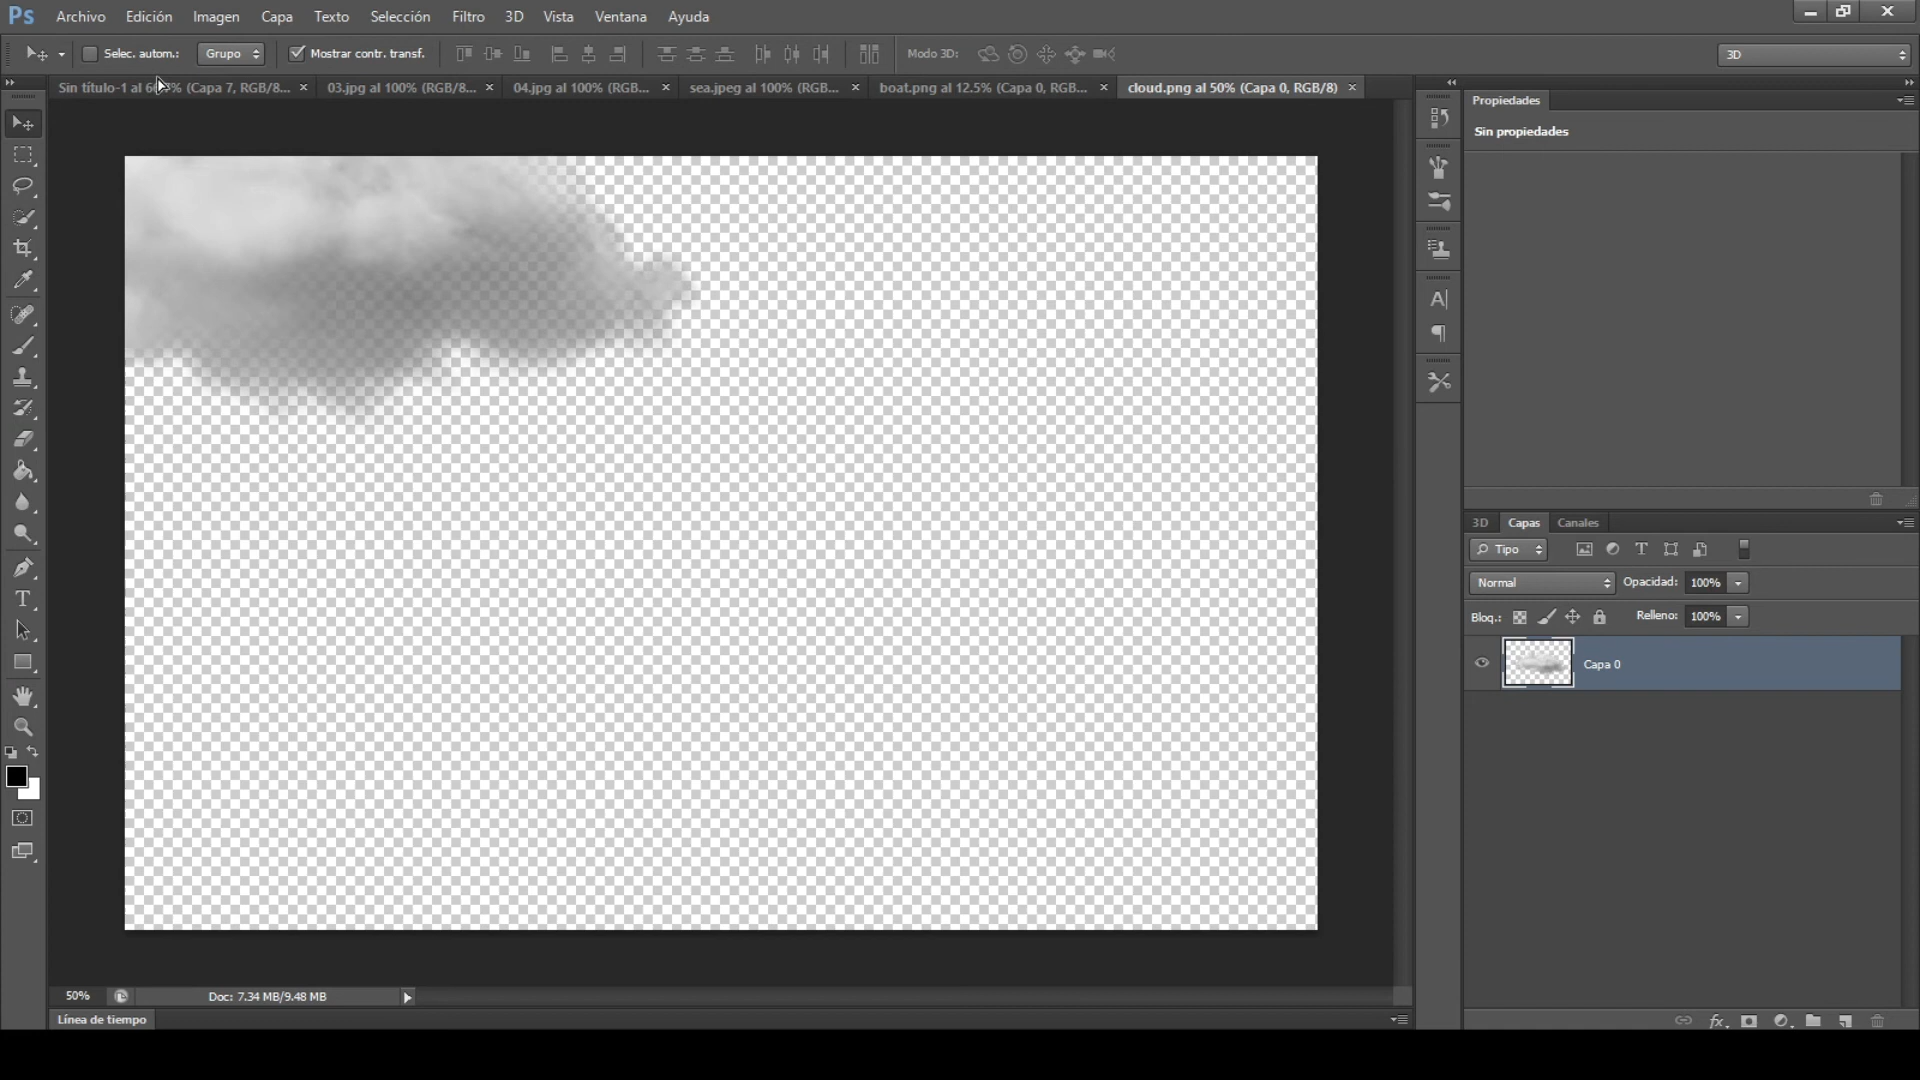 Ps Archivo Edición Imagen Capa Texto Selección Filtro 3D Vista Ventana Ayuda
Selec. autom.: Grupo Mostrar contr. transf. Modo 3D: 3D
Sin título-1 al 66.7% (Capa 7, RGB/8... × 03.jpg al 100% (RGB/8... × 04.jpg al 100% (RGB... × sea.jpeg al 100% (RGB... × boat.png al 12.5% (Capa 0, RGB... × cloud.png al 50% (Capa 0, RGB/8) ×
Propiedades
Sin propiedades
3D Capas Canales
Tipo
Normal Opacidad: 100%
Bloq.: Relleno: 100%
Capa 0
50% Doc: 7.34 MB/9.48 MB
Línea de tiempo